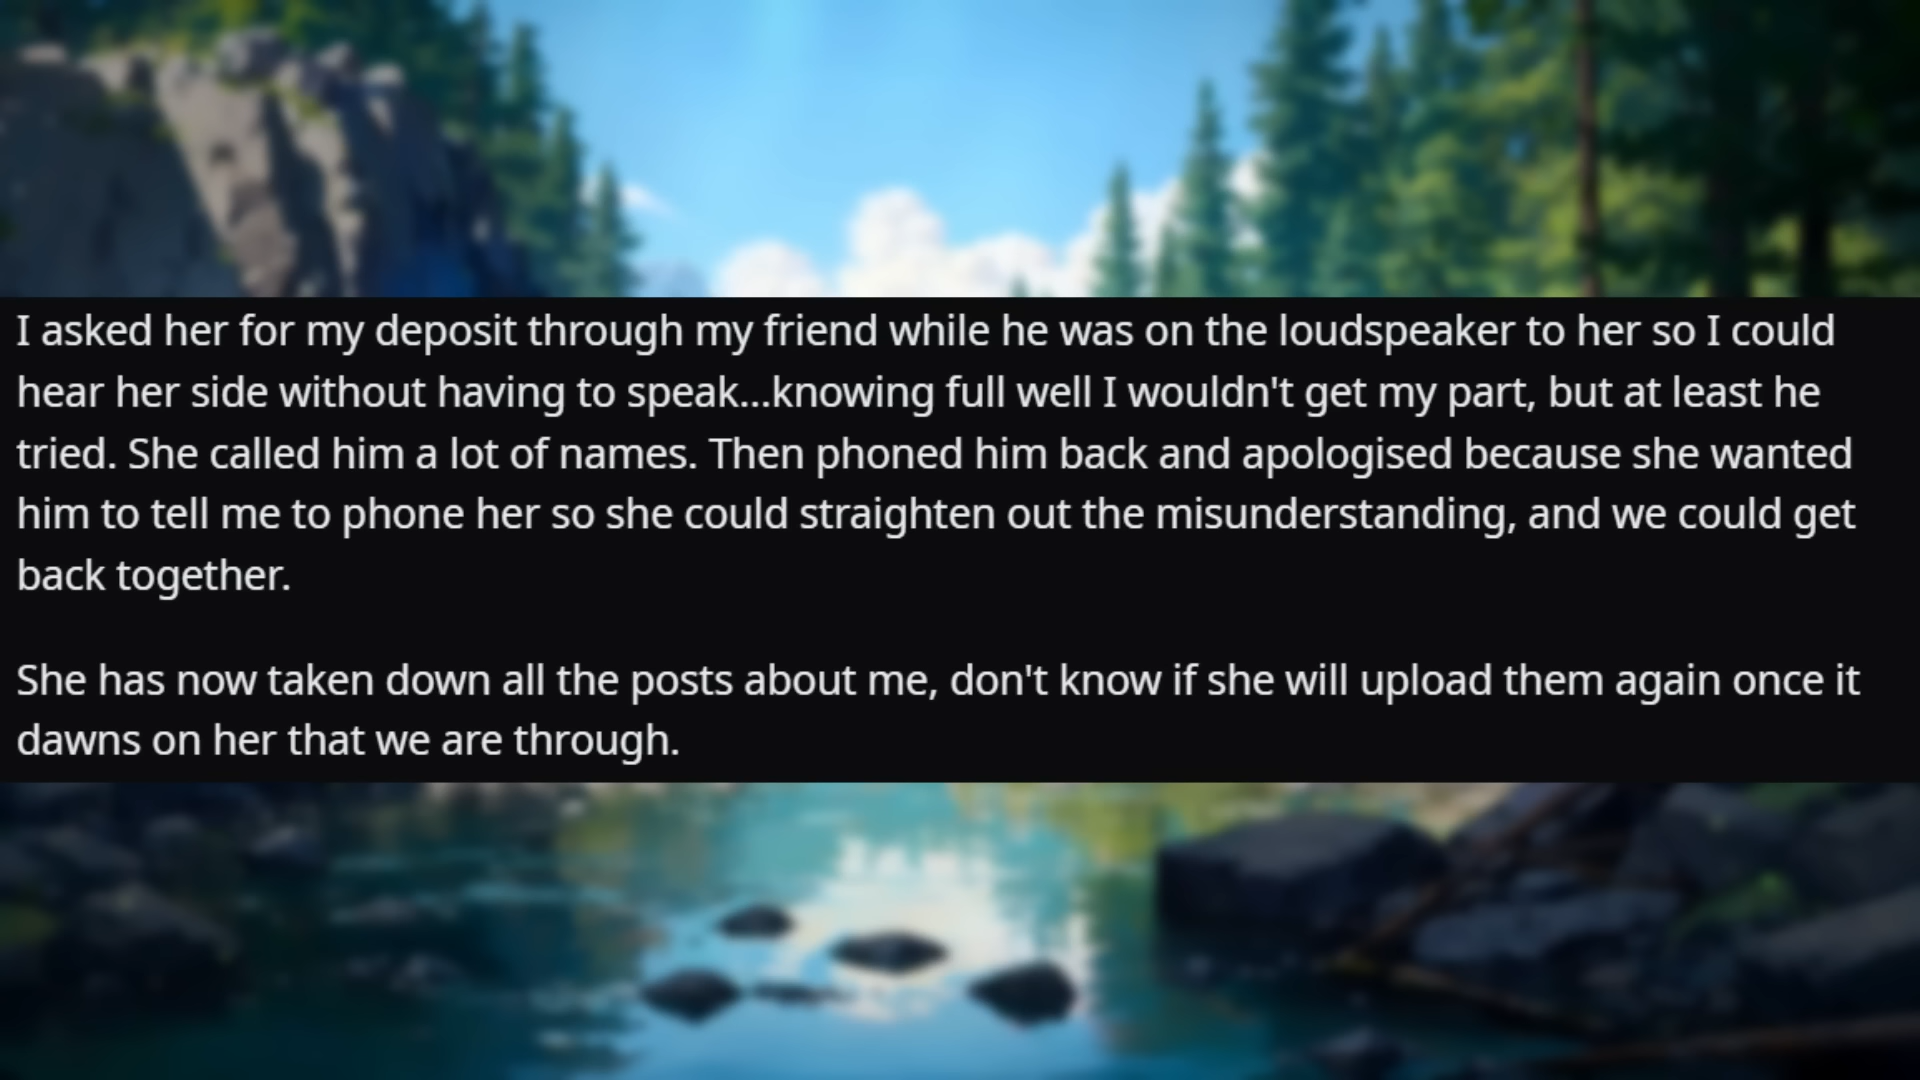 I asked her for my deposit through my friend while he was on the loudspeaker to her so I could
hear her side without having to speak...knowing full well I wouldn't get my part, but at least he
tried. She called him a lot of names. Then phoned him back and apologised because she wanted
him to tell me to phone her so she could straighten out the misunderstanding, and we could get
back together.
She has now taken down all the posts about me, don't know if she will upload them again once it
dawns on her that we are through.